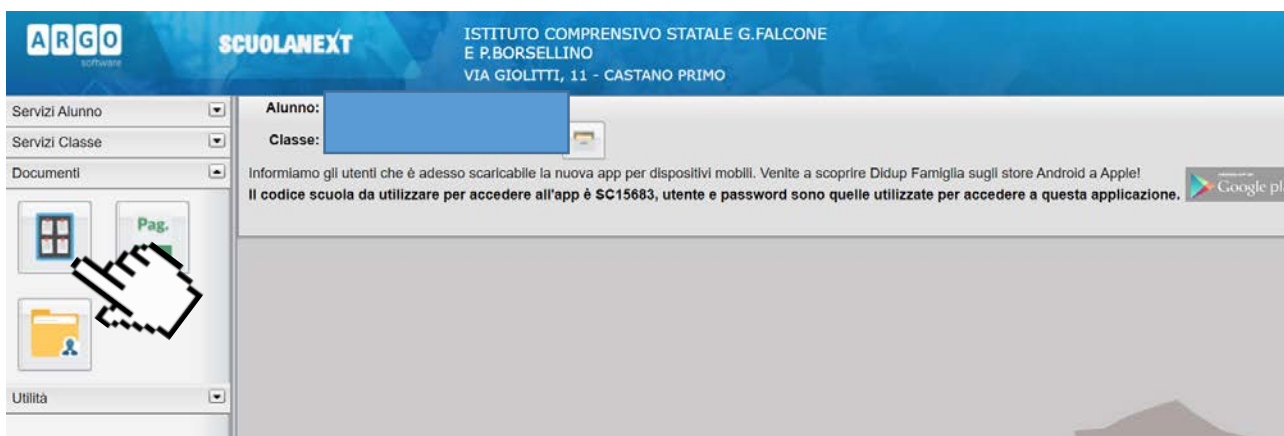 ARGO
software
SCUOLANEXT
ISTITUTO COMPRENSIVO STATALE G.FALCONE
E P.BORSELLINO
VIA GIOLITTI, 11 - CASTANO PRIMO
Servizi Alunno
Servizi Classe
Documenti
Pag.
Utilità
Alunno:
Classe:
Informiamo gli utenti che è adesso scaricabile la nuova app per dispositivi mobili. Venite a scoprire Didup Famiglia sugli store Android a Apple!
Il codice scuola da utilizzare per accedere all'app è SC15683, utente e password sono quelle utilizzate per accedere a questa applicazione.
Google pl